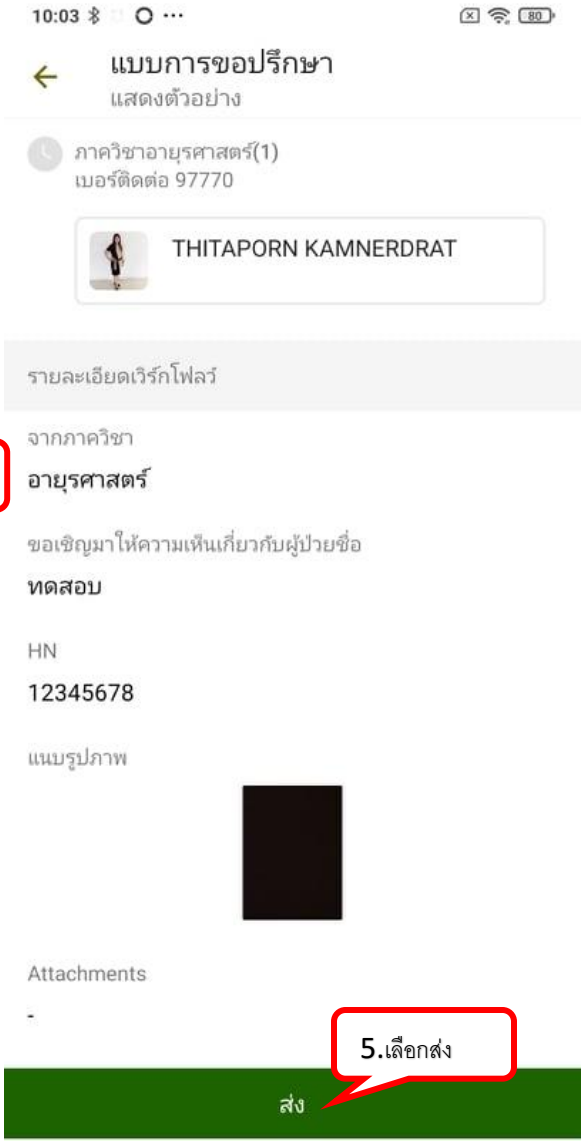 10:03
80
แบบการขอปรึกษา
แสดงตัวอย่าง
ภาควิชาอายุรศาสตร์(1)
เบอร์ติดต่อ 97770
THITAPORN KAMNERDRAT
รายละเอียดเวิร์กโฟลว์
จากภาควิชา
อายุรศาสตร์
ขอเชิญมาให้ความเห็นเกี่ยวกับผู้ป่วยชื่อ
ทดสอบ
HN
12345678
แนบรูปภาพ
Attachments
-
5.เลือกส่ง
ส่ง